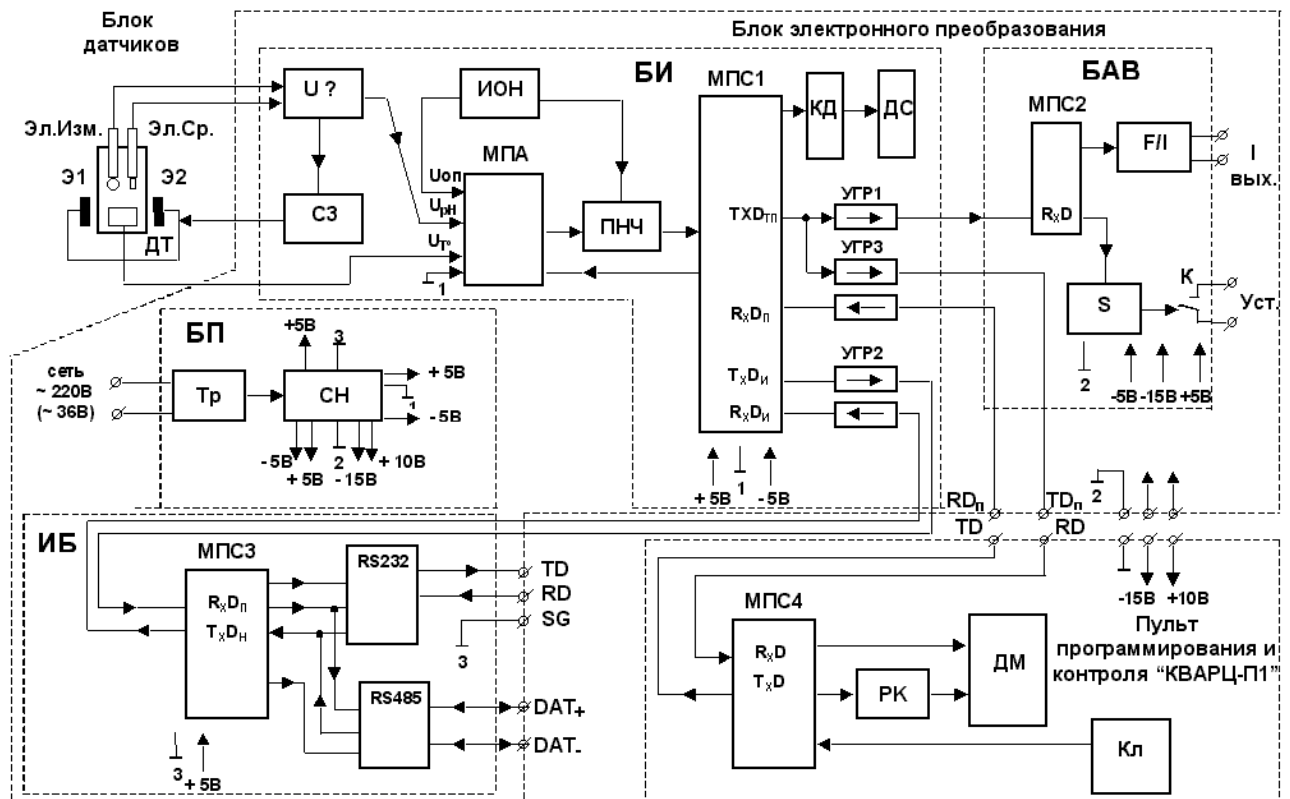 Блок
датчиков
Блок электронного преобразования
БИ
БАВ
U ?
ИОН
МПС1
КД
ДС
МПС2
F/I
I
вых.
Эл.Изм.
Эл.Ср.
Э1
Э2
ДТ
СЗ
МПА
Uоп
UрН
UТ°
1
ПНЧ
TXDТП
УГР1
УГР3
RxDП
УГР2
TxDИ
RxDИ
+ 5В
1
- 5В
RxD
S
К
Уст.
2
-5В
-15В
+5В
БП
сеть
~ 220В
(~ 36В)
Тр
СН
+5В
3
+ 5В
1
- 5В
- 5В
+ 5В
2
- 15В
+ 10В
RDп
TDп
2
TD
RD
-15В
+10В
ИБ
МПС3
RxDП
TxDН
RS232
RS485
TD
RD
SG
3
DAT+
DAT-
3
+ 5В
МПС4
RxD
TxD
РК
ДМ
Кл
Пульт
программирования и
контроля “КВАРЦ-П1”